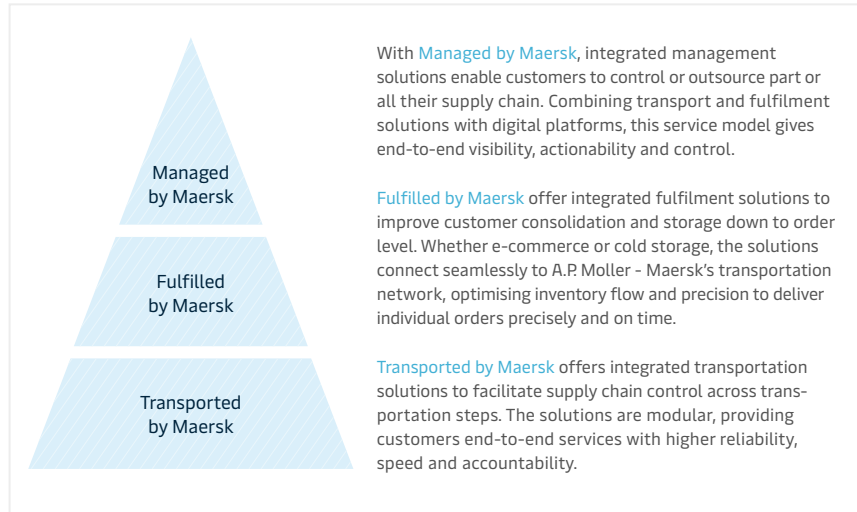 With Managed by Maersk, integrated management
solutions enable customers to control or outsource part or
all their supply chain. Combining transport and fulfilment
solutions with digital platforms, this service model gives
end-to-end visibility, actionability and control.
Managed
by Maersk
Fulfilled by Maersk offer integrated fulfilment solutions to
improve customer consolidation and storage down to order
level. Whether e-commerce or cold storage, the solutions
connect seamlessly to A.P. Moller - Maersk's transportation
network, optimising inventory flow and precision to deliver
individual orders precisely and on time.
Fulfilled
by Maersk
Transported by Maersk offers integrated transportation
solutions to facilitate supply chain control across trans-
portation steps. The solutions are modular, providing
customers end-to-end services with higher reliability,
speed and accountability.
Transported
by Maersk